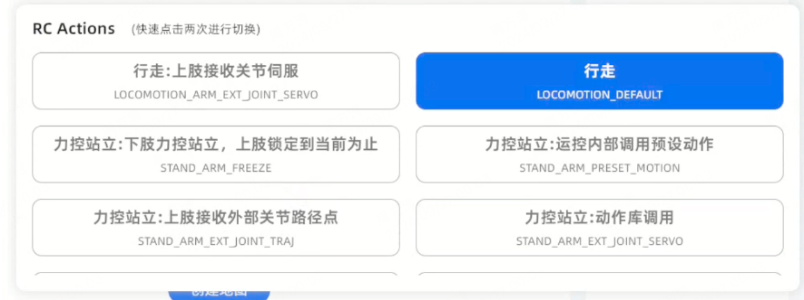 RC Actions (快速点击两次进行切换)
行走:上肢接收关节伺服
LOCOMOTION_ARM_EXT_JOINT_SERVO
行走
LOCOMOTION_DEFAULT
力控站立:下肢力控站立，上肢锁定到当前为止
STAND_ARM_FREEZE
力控站立:运控内部调用预设动作
STAND_ARM_PRESET_MOTION
力控站立:上肢接收外部关节路径点
STAND_ARM_EXT_JOINT_TRAJ
力控站立:动作库调用
STAND_ARM_EXT_JOINT_SERVO